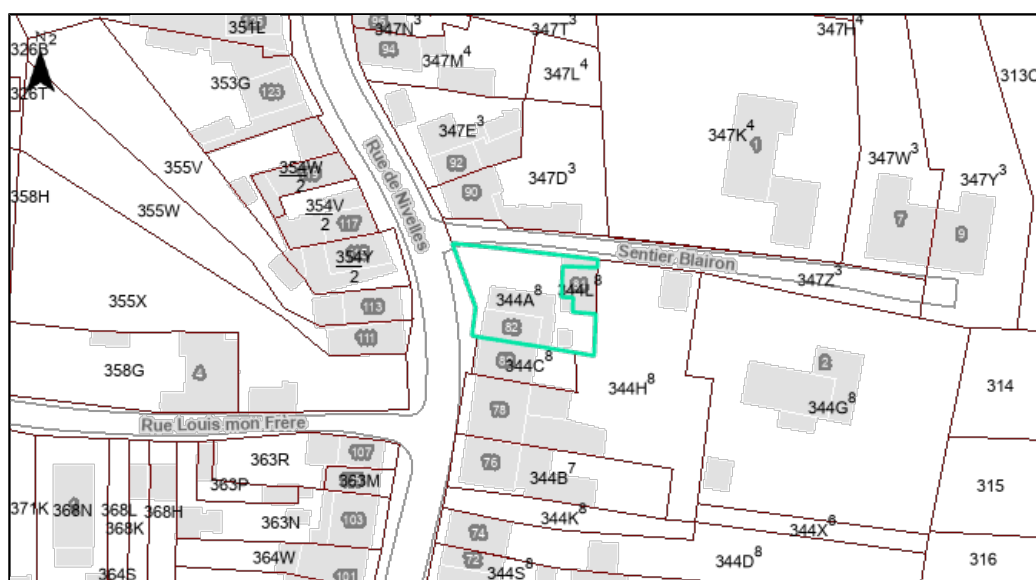 105
351L
95
347N³
347T³
347H⁴
N
326B²
94
347M⁴
347L⁴
313C
353G
123
326T
347K⁴
1
347E³
347W³
92
355V
354W
2
347D³
347Y³
358H
90
355W
354V
2
117
7
9
Rue de Nivelles
354Y
2
Sentier Blairon
347Z³
355X
113
344A⁸
344L⁸
82
111
358G
4
344C⁸
344H⁸
2
344G⁸
314
78
Rue Louis mon Frère
363R
107
76
344B⁷
363P
363M
315
371K
368N
368L
368K
368H
363N
103
344K⁸
344X⁶
74
364W
72
344D⁸
316
364S
101
344S⁸